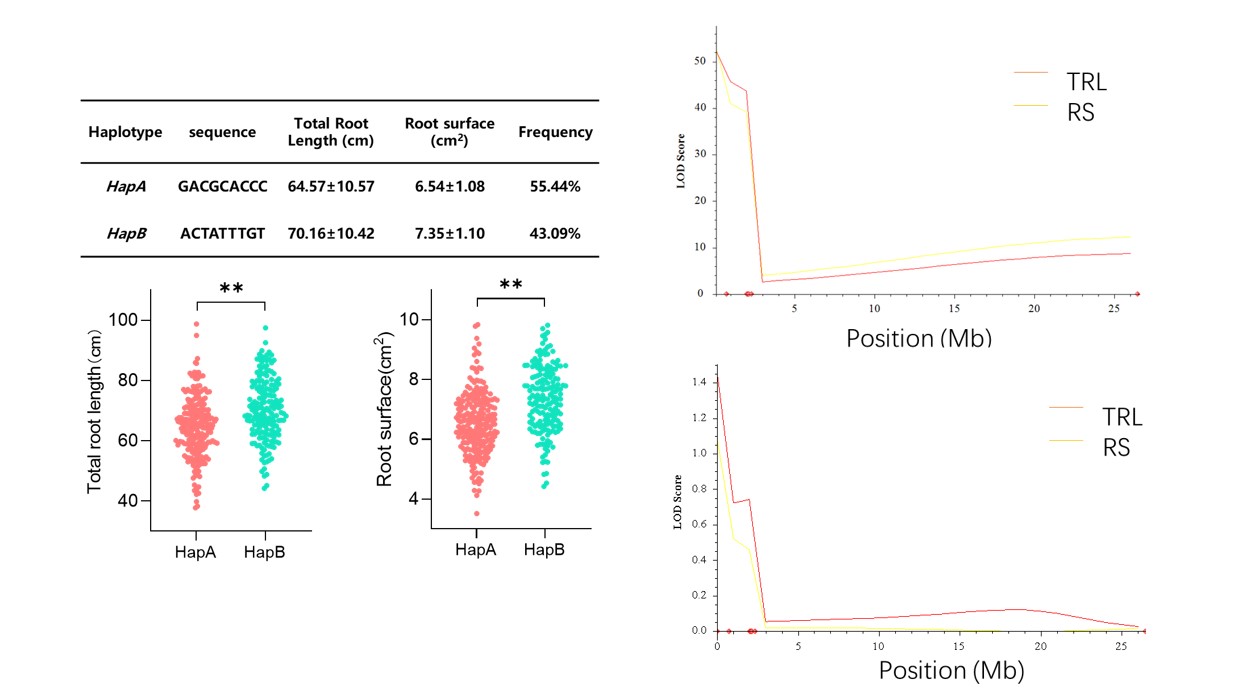 Haplotype sequence Total Root Length (cm) Root surface (cm²) Frequency
HapA GACGCACCC 64.57±10.57 6.54±1.08 55.44%
HapB ACTATTTGT 70.16±10.42 7.35±1.10 43.09%
**
100
80
60
40
Total root length(cm)
HapA HapB
**
10
8
6
4
Root surface(cm²)
HapA HapB
50
40
30
20
10
0
LOD Score
TRL
RS
5 10 15 20 25
Position (Mb)
1.4
1.2
1.0
0.8
0.6
0.4
0.2
0.0
LOD Score
TRL
RS
0 5 10 15 20 25
Position (Mb)